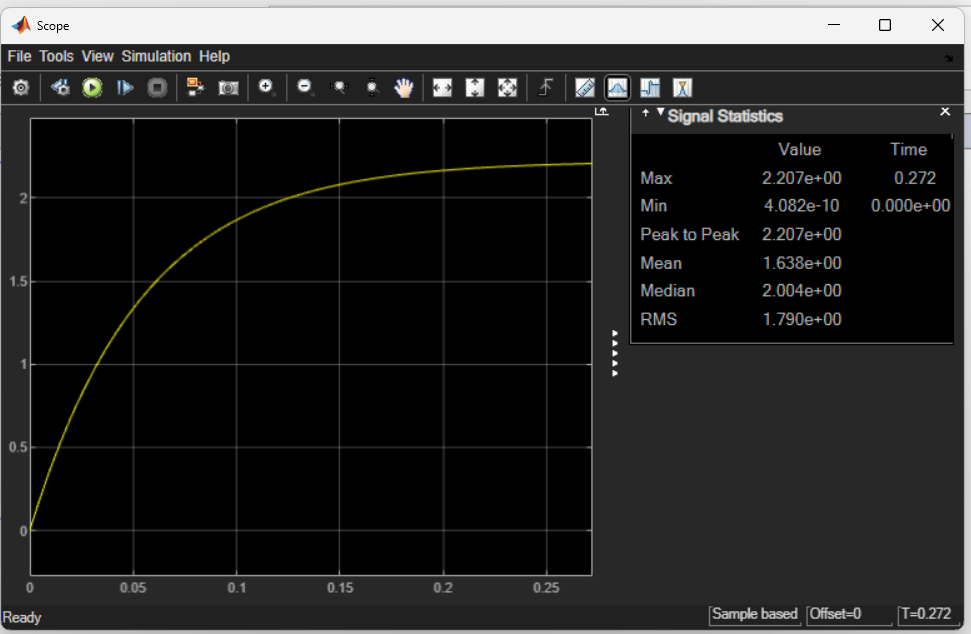 Scope
File Tools View Simulation Help
Signal Statistics
Value Time
Max 2.207e+00 0.272
Min 4.082e-10 0.000e+00
Peak to Peak 2.207e+00
Mean 1.638e+00
Median 2.004e+00
RMS 1.790e+00
2
1.5
1
0.5
0
0 0.05 0.1 0.15 0.2 0.25
Ready Sample based Offset=0 T=0.272